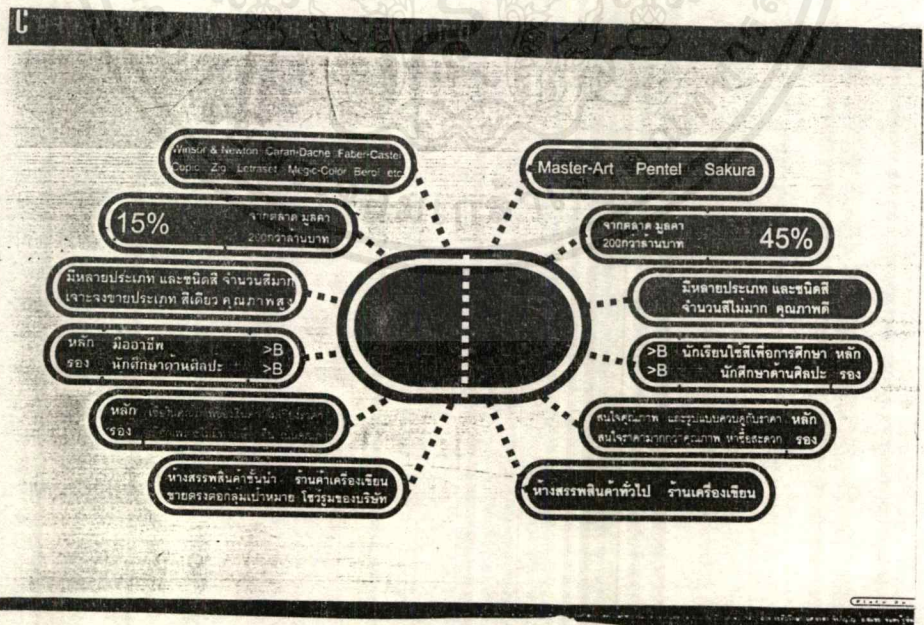 C
Winsor & Newton Caran-Dache Faber-Castel
Copic Zig Letraset Magic-Color Berol etc
15% จากตลาด มูลค่า
200กว่าล้านบาท
มีหลายประเภท และชนิดสี จำนวนสีมาก
เจาะจงขายประเภท สีเดียว คุณภาพสูง
หลัก มืออาชีพ >B
รอง นักศึกษาด้านศิลปะ >B
หลัก
รอง
ห้างสรรพสินค้าชั้นนำ ร้านค้าเครื่องเขียน
ขายตรงต่อกลุ่มเป้าหมาย โชว์รูมของบริษัท
Master-Art Pentel Sakura
จากตลาด มูลค่า
200กว่าล้านบาท 45%
มีหลายประเภท และชนิดสี
จำนวนสีไม่มาก คุณภาพดี
>B นักเรียนใช้สีเพื่อการศึกษา หลัก
>B นักศึกษาด้านศิลปะ รอง
สนใจคุณภาพ และรูปแบบควบคู่กับราคา หลัก
สนใจราคามากกว่าคุณภาพ หาซื้อสะดวก รอง
ห้างสรรพสินค้าทั่วไป ร้านเครื่องเขียน